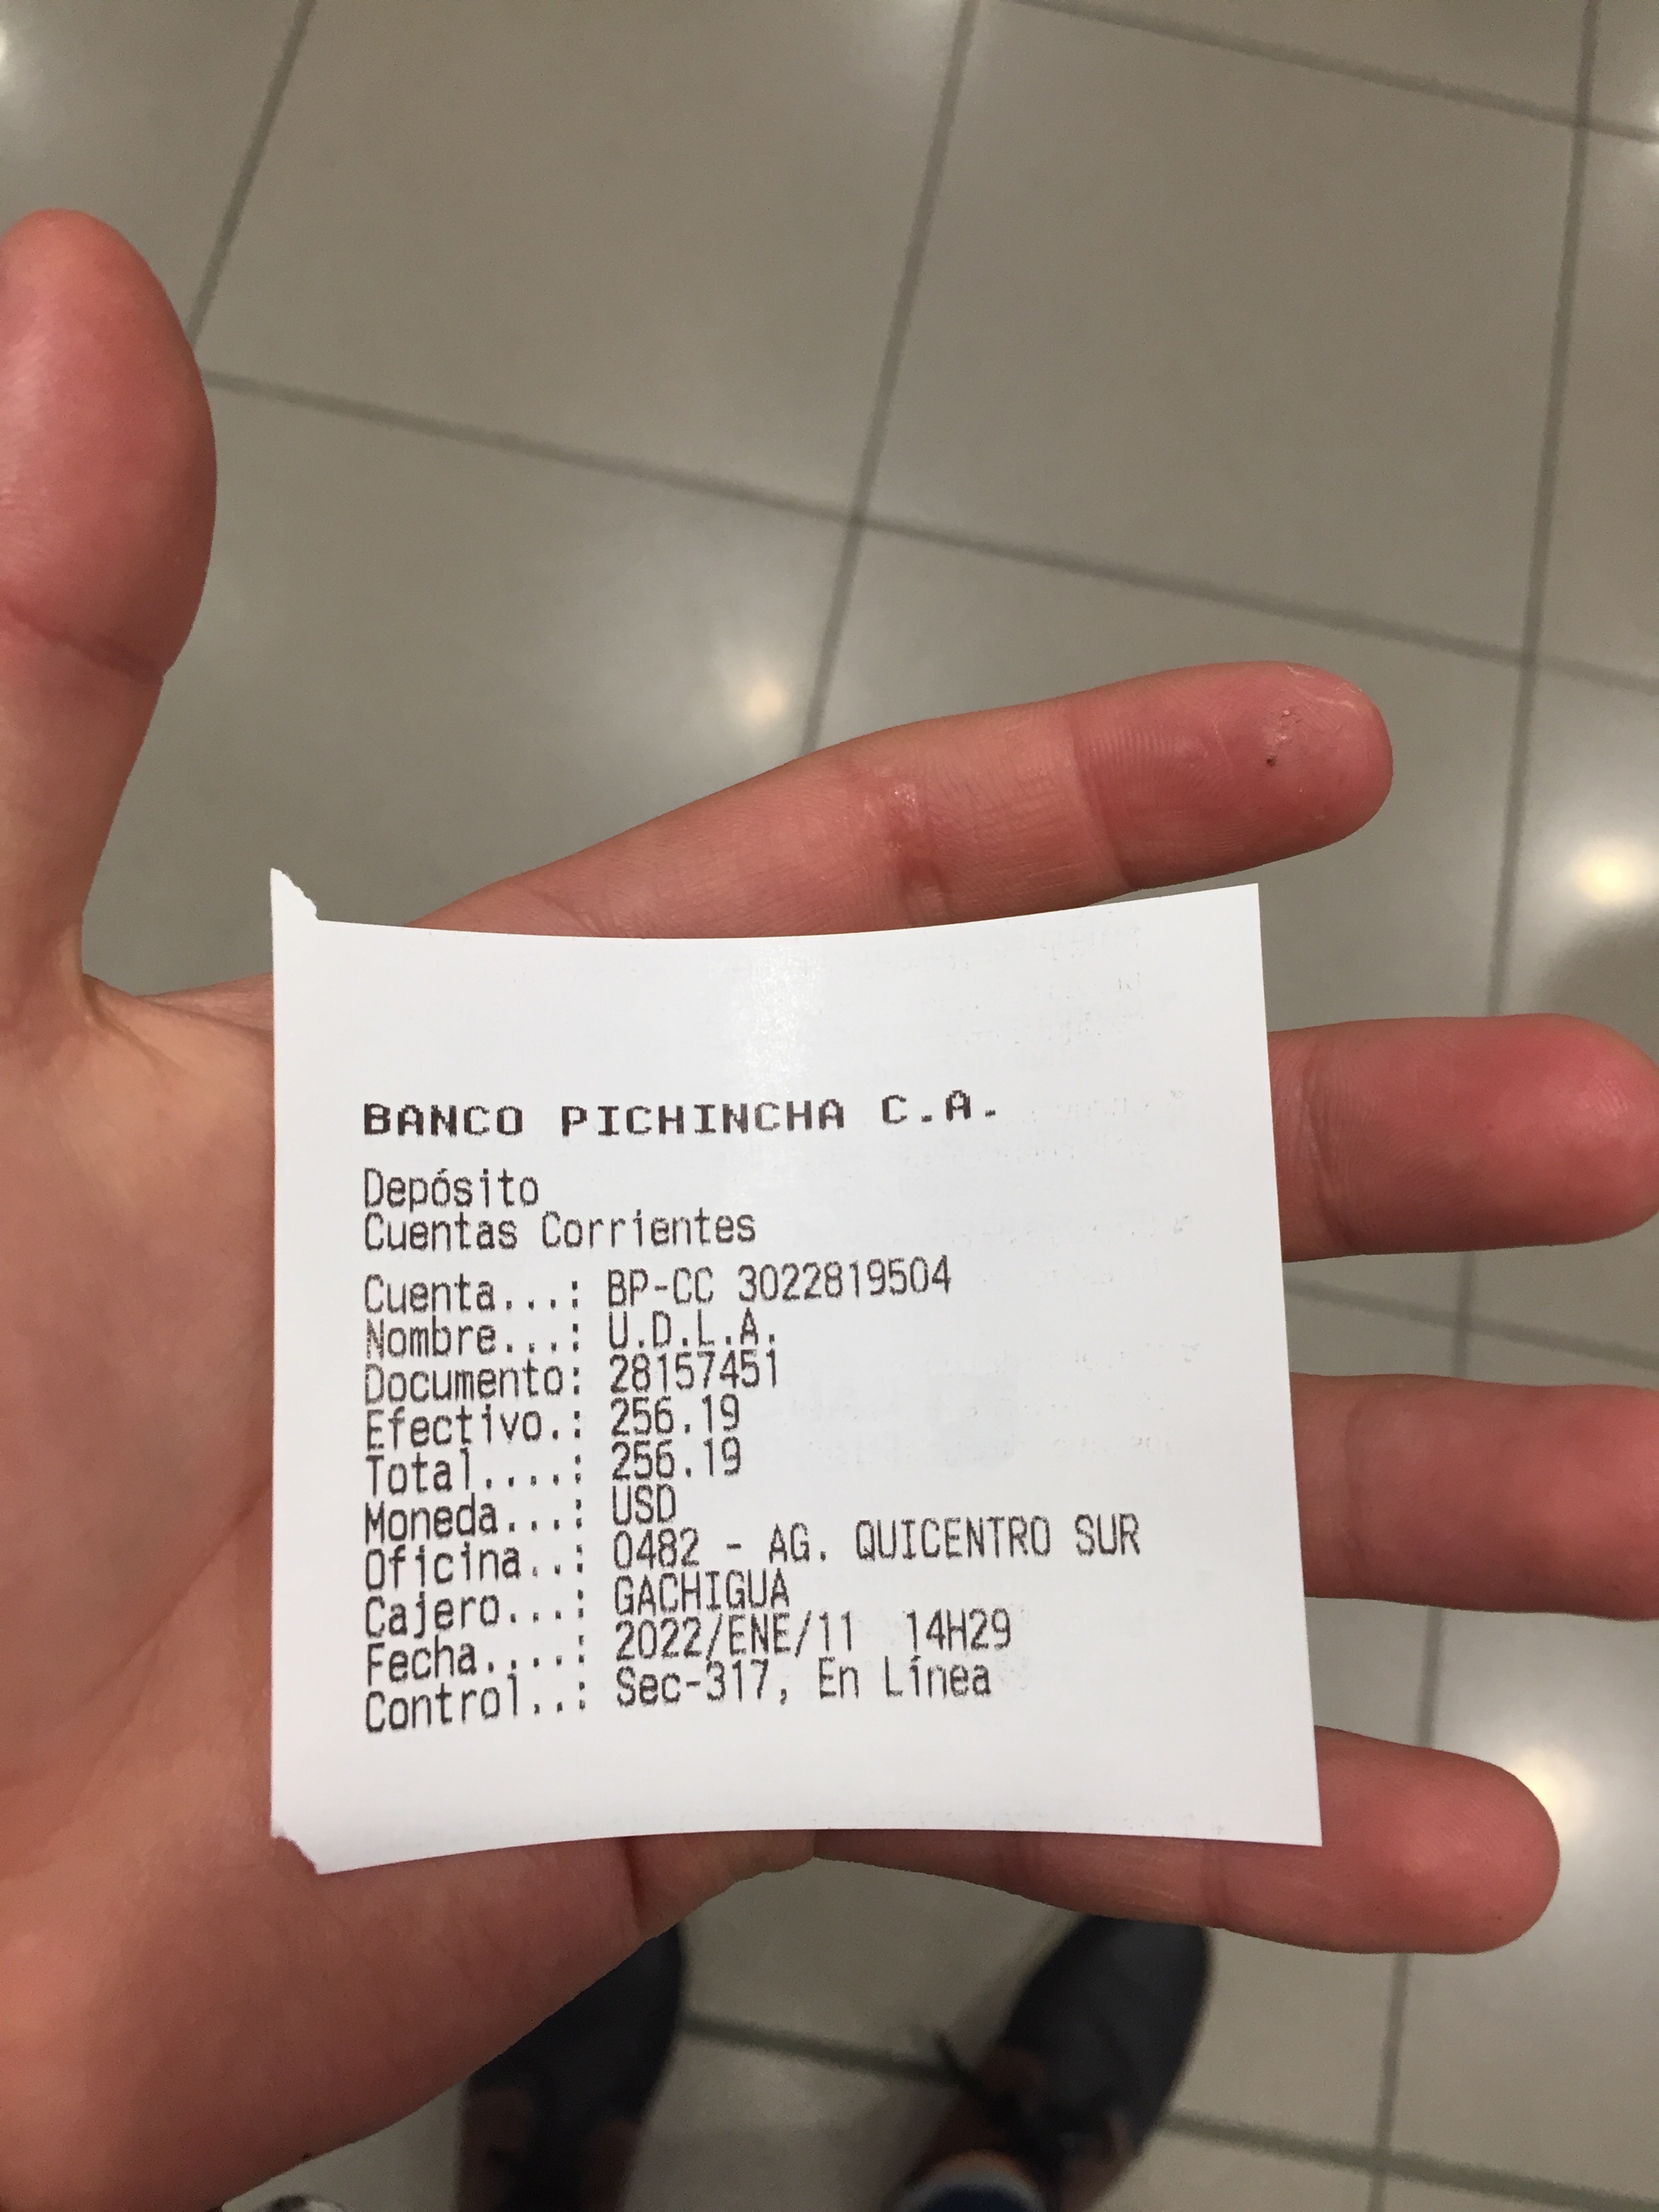 BANCO PICHINCHA C.A.
Depósito
Cuentas Corrientes
Cuenta...: BP-CC 3022819504
Nombre...: U.D.L.A.
Documento: 28157451
Efectivo.: 256.19
Total....: 256.19
Moneda...: USD
Oficina..: 0482 - AG. QUICENTRO SUR
Cajero...: GACHIGUA
Fecha....: 2022/ENE/11 14H29
Control..: Sec-317, En Línea